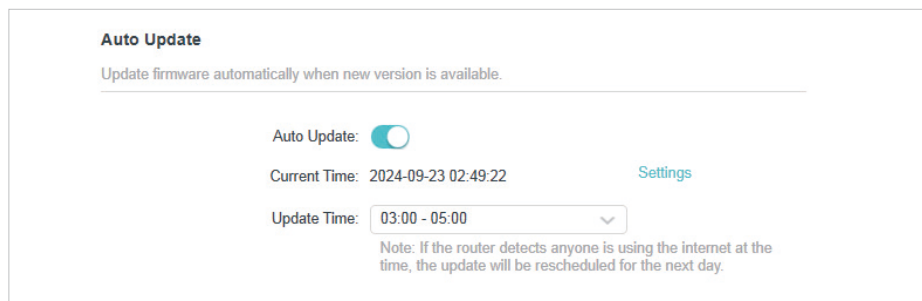 Auto Update
Update firmware automatically when new version is available.
Auto Update:
Current Time: 2024-09-23 02:49:22 Settings
Update Time: 03:00 - 05:00
Note: If the router detects anyone is using the internet at the
time, the update will be rescheduled for the next day.